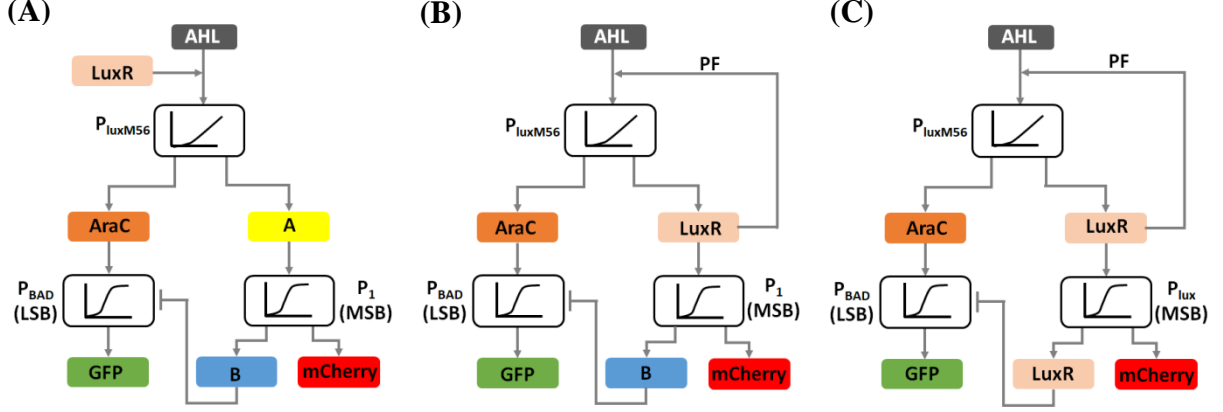 (A)
AHL
LuxR
PluxM56
AraC
A
PBAD
(LSB)
P1
(MSB)
GFP
B
mCherry
(B)
AHL
PF
PluxM56
AraC
LuxR
PBAD
(LSB)
P1
(MSB)
GFP
B
mCherry
(C)
AHL
PF
PluxM56
AraC
LuxR
PBAD
(LSB)
Plux
(MSB)
GFP
LuxR
mCherry